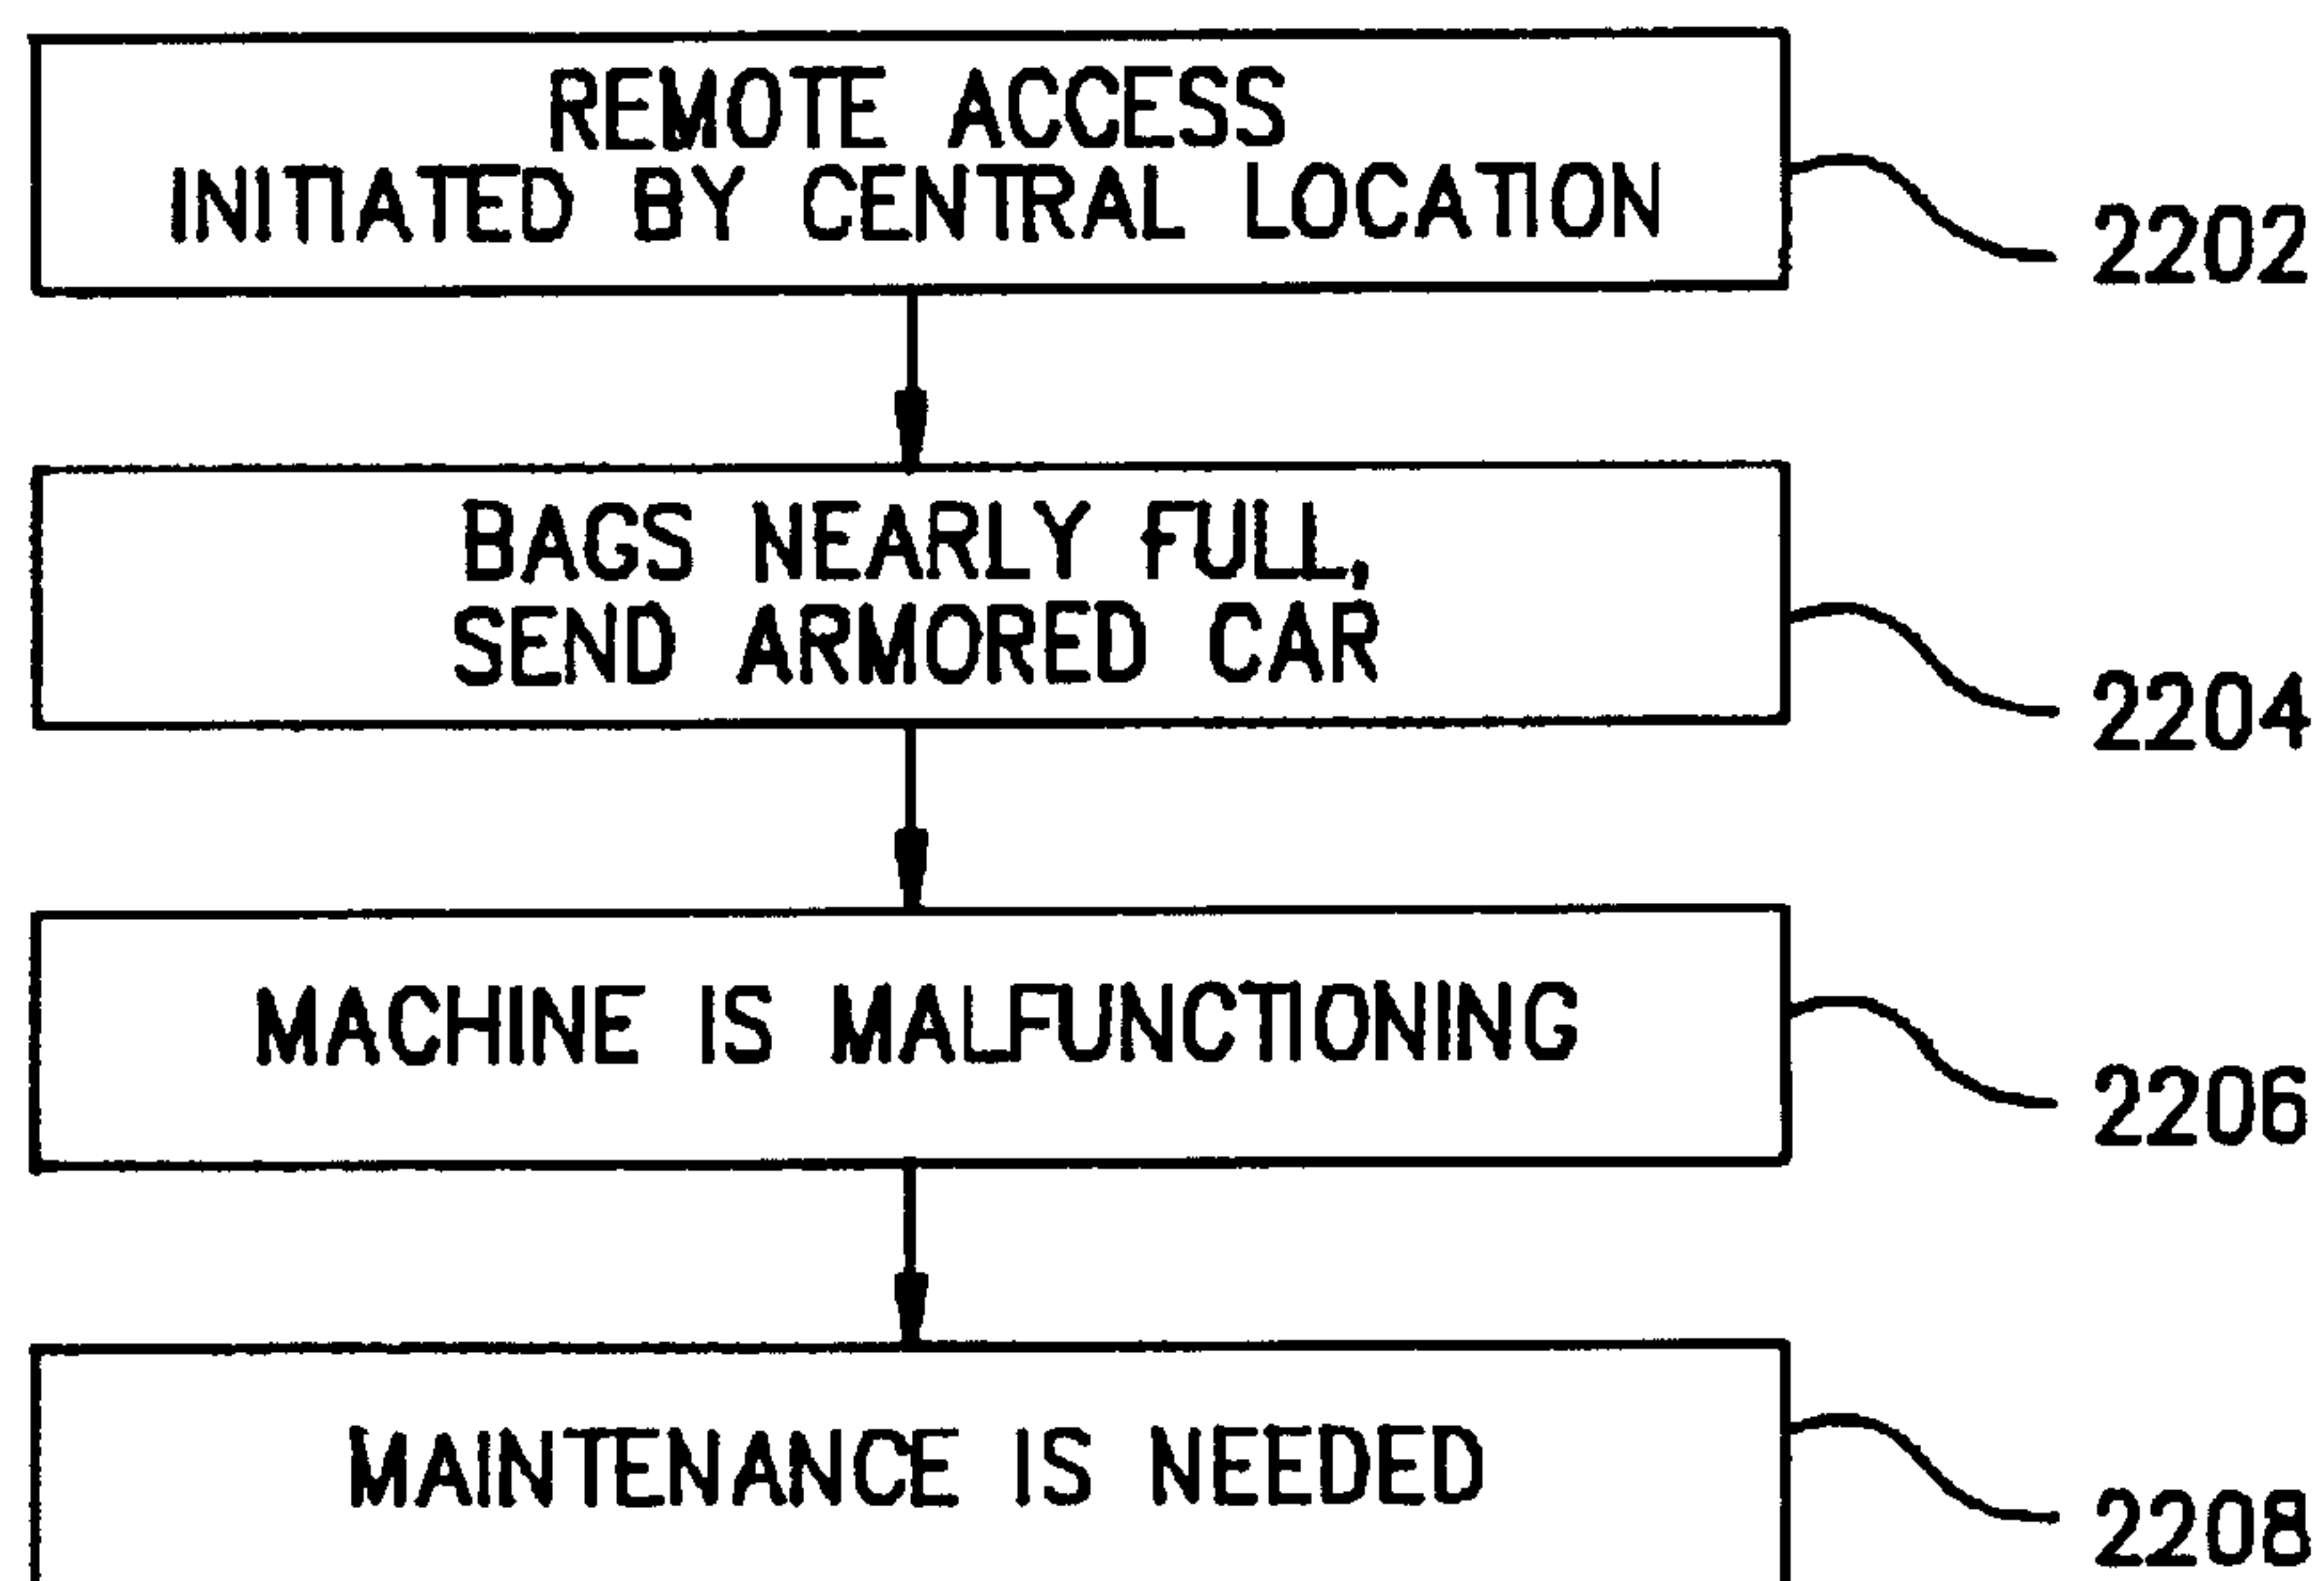 REMOTE ACCESS
INITIATED BY CENTRAL LOCATION
2202
BAGS NEARLY FULL,
SEND ARMORED CAR
2204
MACHINE IS MALFUNCTIONING
2206
MAINTENANCE IS NEEDED
2208